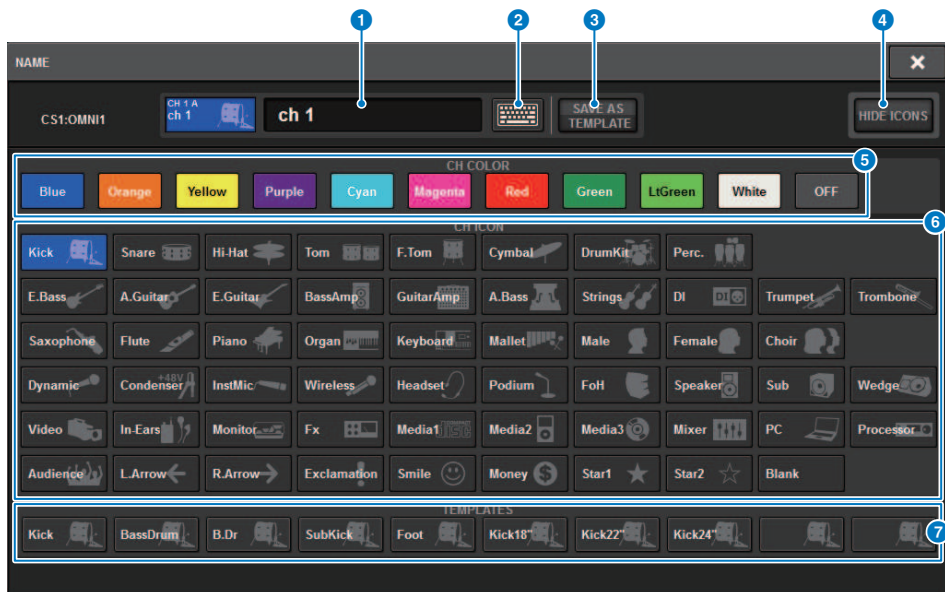 1 2 3 4
NAME
CS1:OMNI1
CH 1 A
ch 1
ch 1
SAVE AS
TEMPLATE
HIDE ICONS
CH COLOR
5
Blue Orange Yellow Purple Cyan Magenta Red Green LtGreen White OFF
CH ICON
6
Kick Snare Hi-Hat Tom F.Tom Cymbal DrumKit Perc.
E.Bass A.Guitar E.Guitar BassAmp GuitarAmp A.Bass Strings DI DI Trumpet Trombone
Saxophone Flute Piano Organ Keyboard Mallet Male Female Choir
Dynamic Condenser +48V InstMic Wireless Headset Podium FoH Speaker Sub Wedge
Video In-Ears Monitor Fx Media1 Media2 Media3 Mixer PC Processor
Audience L.Arrow R.Arrow Exclamation Smile Money $ Star1 Star2 Blank
TEMPLATES
Kick BassDrum B.Dr SubKick Foot Kick18" Kick22" Kick24"
7